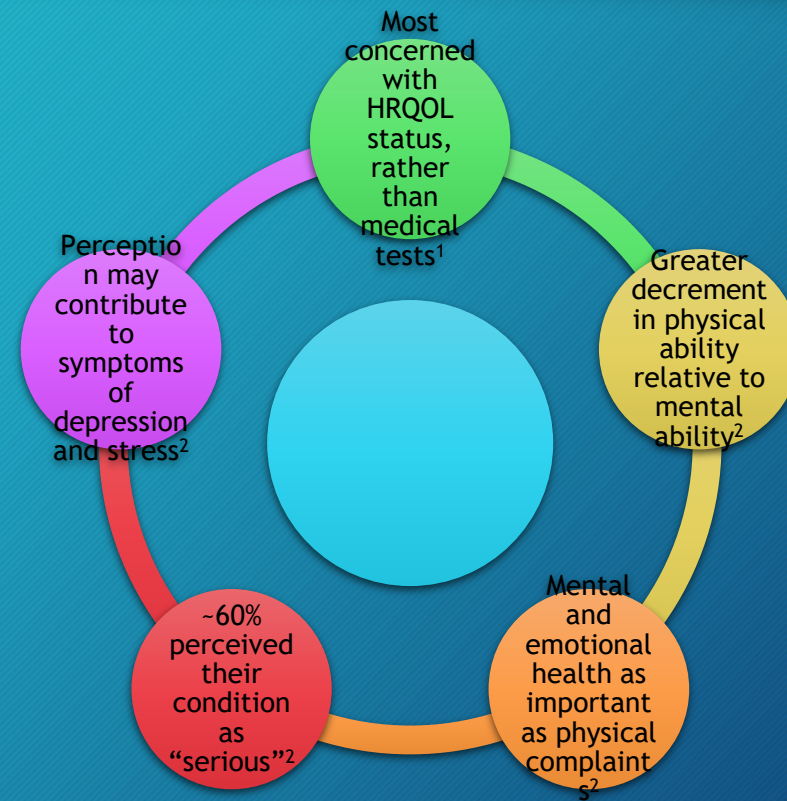 Most
concerned
with
HRQOL
status,
rather
than
medical
tests¹
Greater
decrement
in physical
ability
relative to
mental
ability²
Mental
and
emotional
health as
important
as physical
complaint
s²
~60%
perceived
their
condition
as
“serious”²
Perceptio
n may
contribute
to
symptoms
of
depression
and stress²